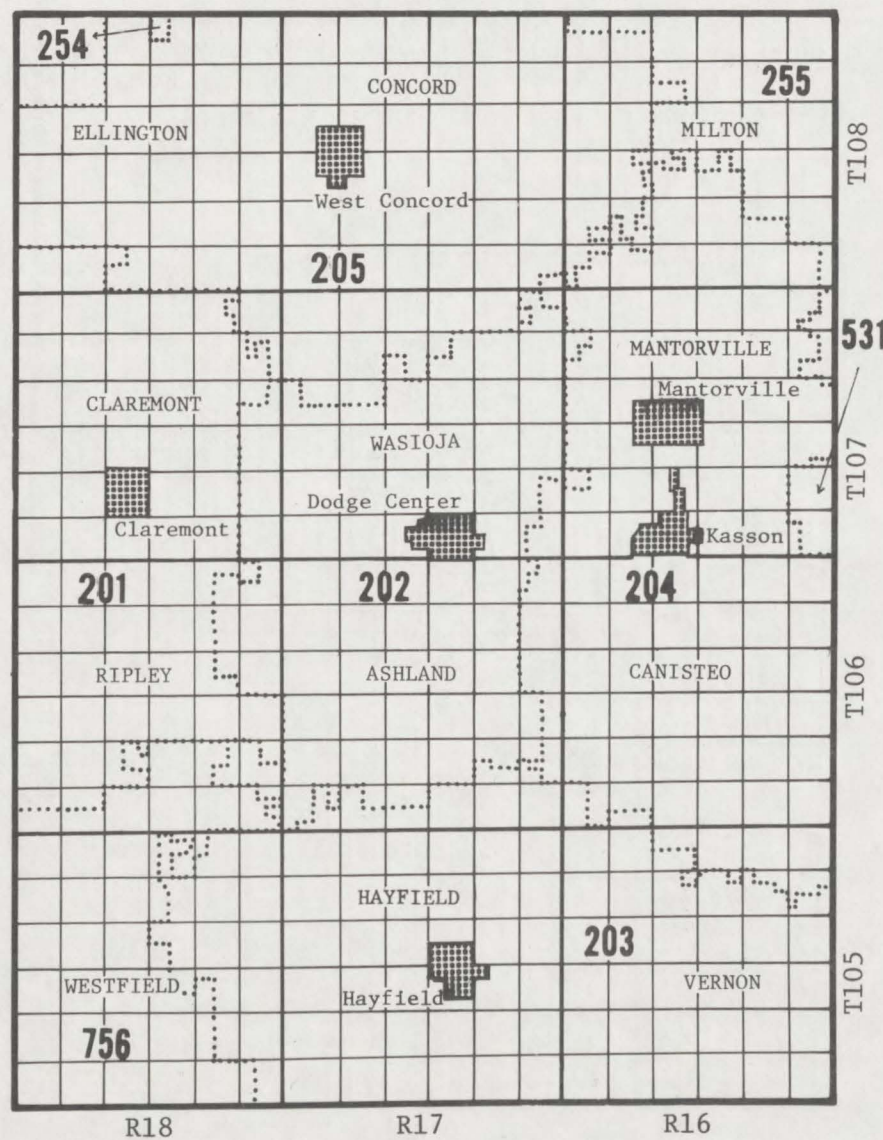 254
CONCORD
255
ELLINGTON
MILTON
T108
West Concord
205
531
MANTORVILLE
Mantorville
CLAREMONT
WASIOJA
T107
Dodge Center
Claremont
Kasson
201
202
204
RIPLEY
ASHLAND
CANISTEO
T106
HAYFIELD
203
WESTFIELD
VERNON
T105
Hayfield
756
R18
R17
R16